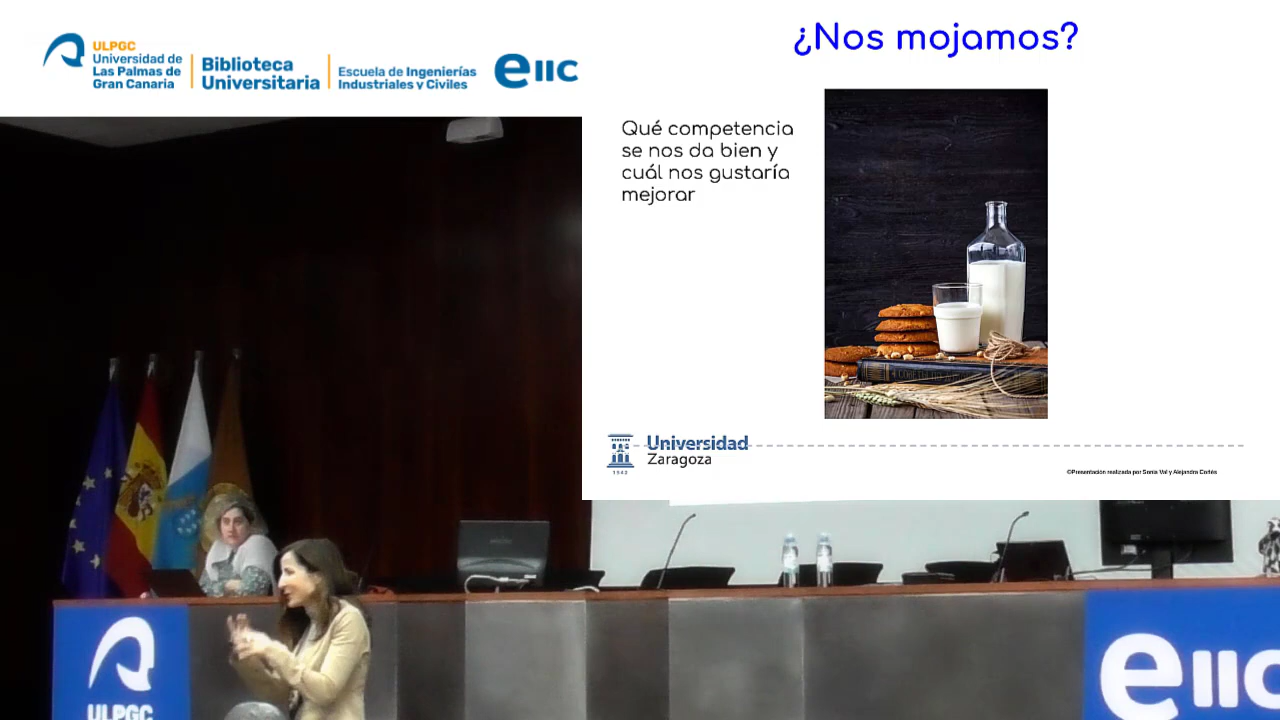 ULPGC
Universidad de
Las Palmas de
Gran Canaria
Biblioteca
Universitaria
Escuela de Ingenierías
Industriales y Civiles
eiic
¿Nos mojamos?
Qué competencia
se nos da bien y
cuál nos gustaría
mejorar
Universidad
Zaragoza
1542
©Presentación realizada por Sonia Val y Alejandra Cortés
ULPGC
eiic